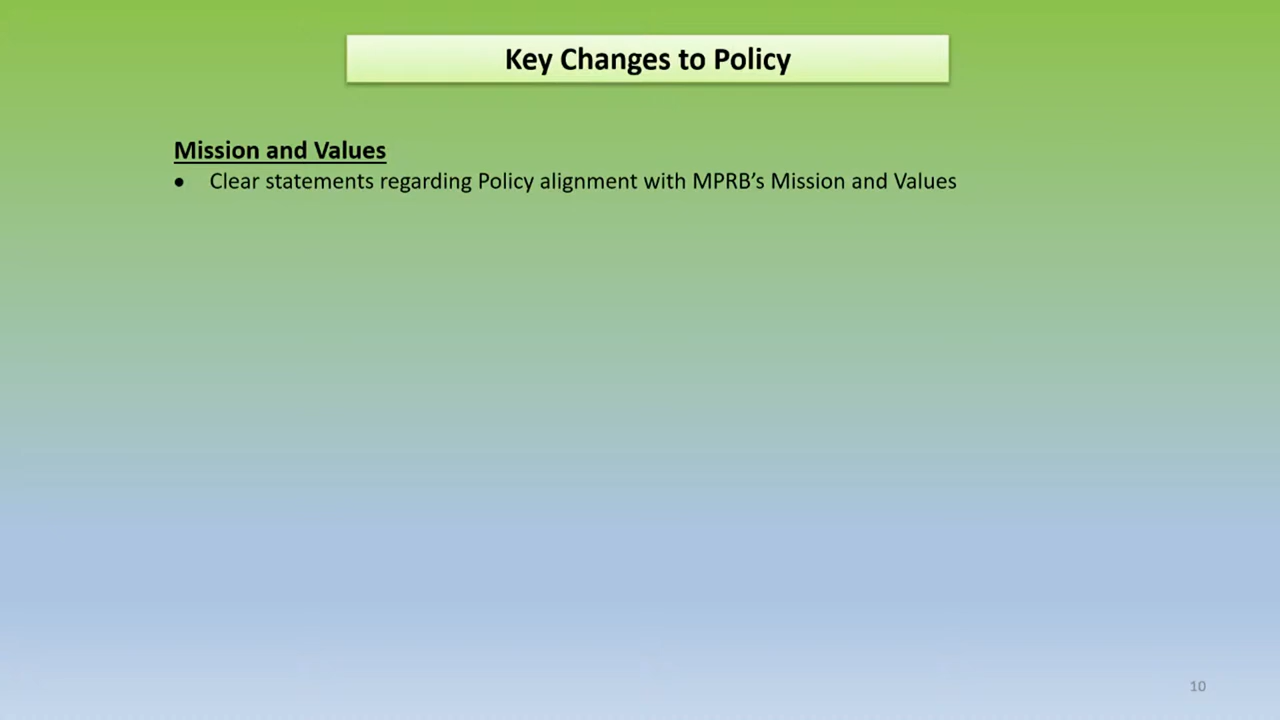 Key Changes to Policy
Mission and Values
• Clear statements regarding Policy alignment with MPRB’s Mission and Values
10